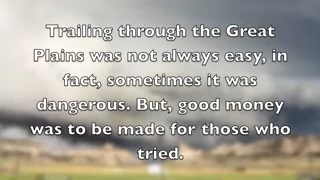 Trailing through the Great
Plains was not always easy, in
fact, sometimes it was
dangerous. But, good money
was to be made for those who
tried.